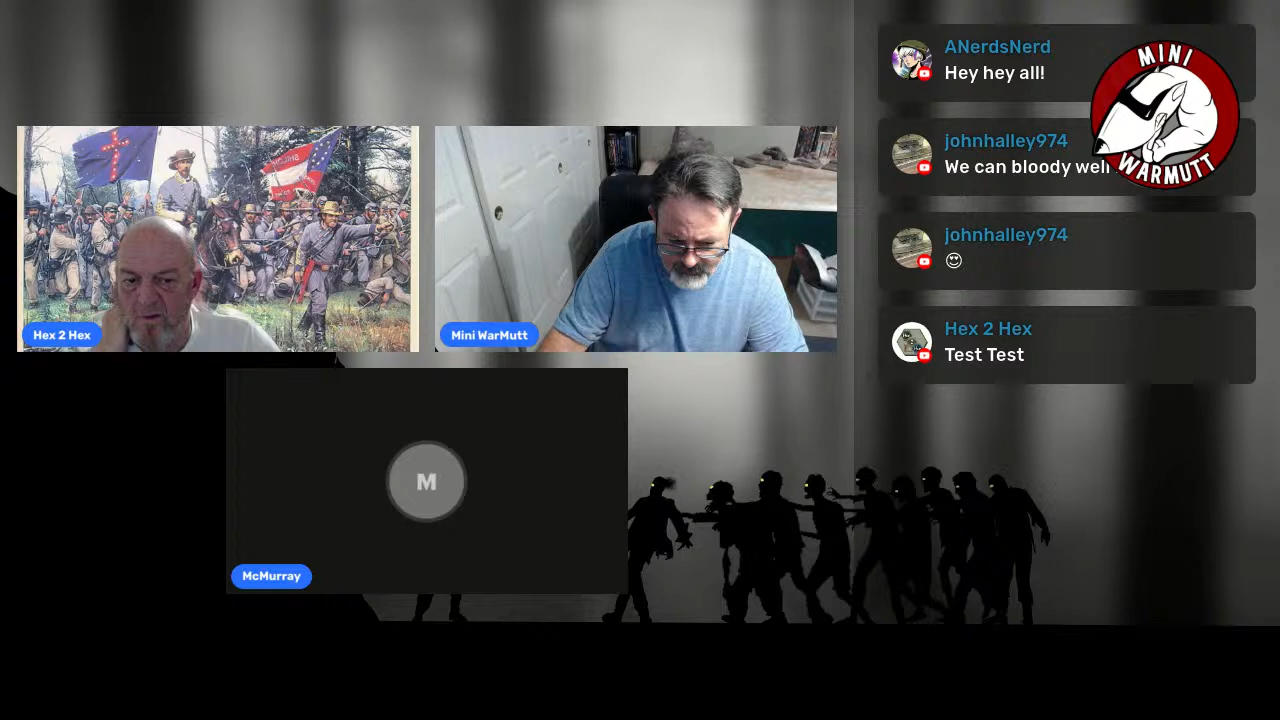 ANerdsNerd
Hey hey all!
MINI
WARMUTT
johnhalley974
We can bloody well
johnhalley974
Hex 2 Hex
Test Test
Hex 2 Hex
Mini WarMutt
M
McMurray